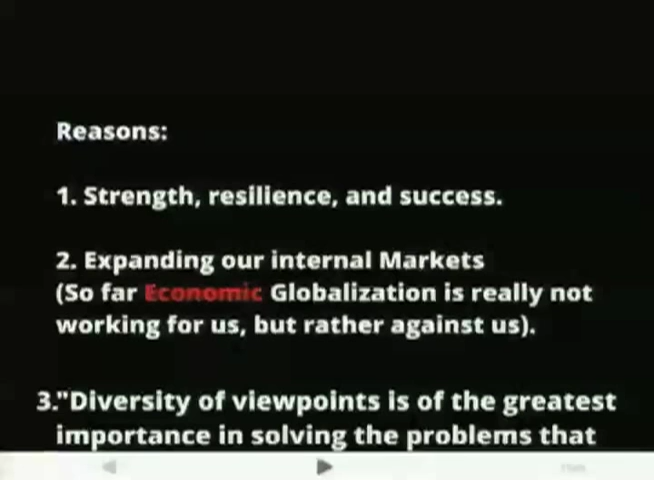 Reasons:
1. Strength, resilience, and success.
2. Expanding our internal Markets
(So far Economic Globalization is really not
working for us, but rather against us).
3."Diversity of viewpoints is of the greatest
importance in solving the problems that